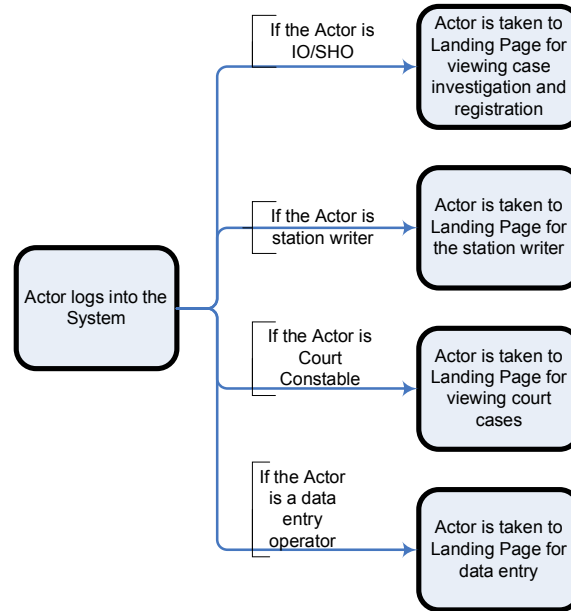 Actor logs into the
System
If the Actor is
IO/SHO
Actor is taken to
Landing Page for
viewing case
investigation and
registration
If the Actor is
station writer
Actor is taken to
Landing Page for
the station writer
If the Actor is
Court
Constable
Actor is taken to
Landing Page for
viewing court
cases
If the Actor
is a data
entry
operator
Actor is taken to
Landing Page for
data entry